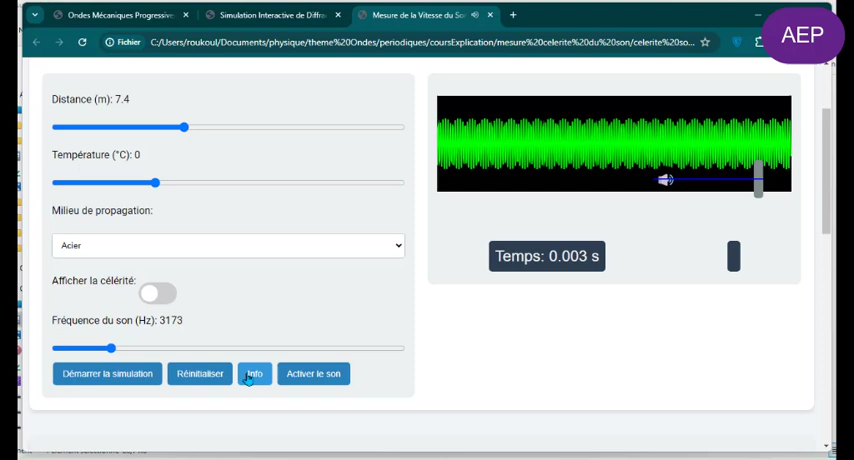 Ondes Mécaniques Progressive
Simulation Interactive de Diffrac
Mesure de la Vitesse du So
AEP
Fichier
C:/Users/roukoul/Documents/physique/theme%20Ondes/periodiques/coursExplication/mesure%20celerite%20du%20son/celerite%20so...
Distance (m): 7.4
Température (°C): 0
Milieu de propagation:
Acier
Afficher la célérité:
Fréquence du son (Hz): 3173
Démarrer la simulation
Réinitialiser
Info
Activer le son
Temps: 0.003 s